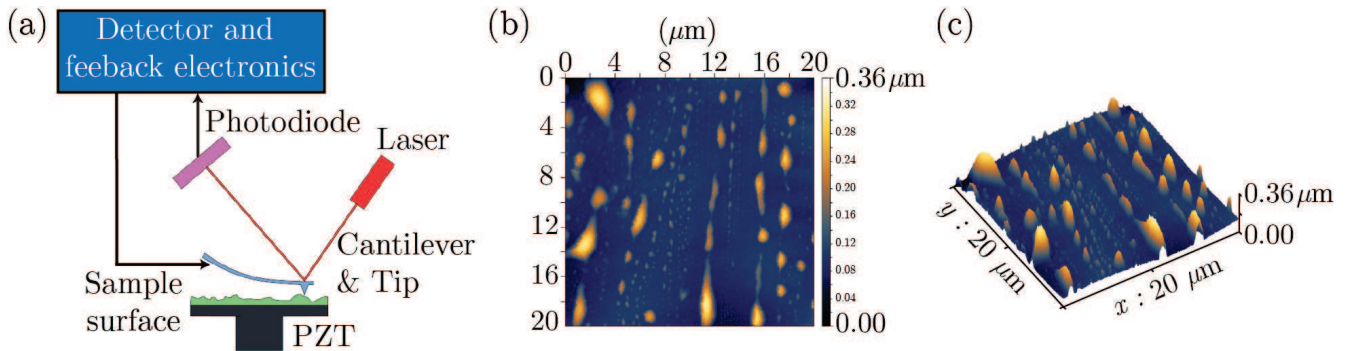 (a)
Detector and
feeback electronics
Photodiode
Laser
Cantilever
& Tip
Sample
surface
PZT
(b)
(μm)
0 4 8 12 16 20
0
4
8
12
16
20
0.36 μm
0.32
0.28
0.24
0.20
0.16
0.12
0.08
0.04
0.00
(c)
0.36 μm
0.00
y : 20 μm
x : 20 μm